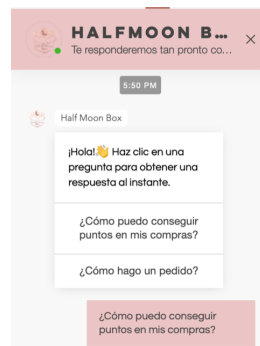 HALFMOON B...
Te responderemos tan pronto co...
5:50 PM
Half Moon Box
¡Hola!👋 Haz clic en una
pregunta para obtener una
respuesta al instante.
¿Cómo puedo conseguir
puntos en mis compras?
¿Cómo hago un pedido?
¿Cómo puedo conseguir
puntos en mis compras?